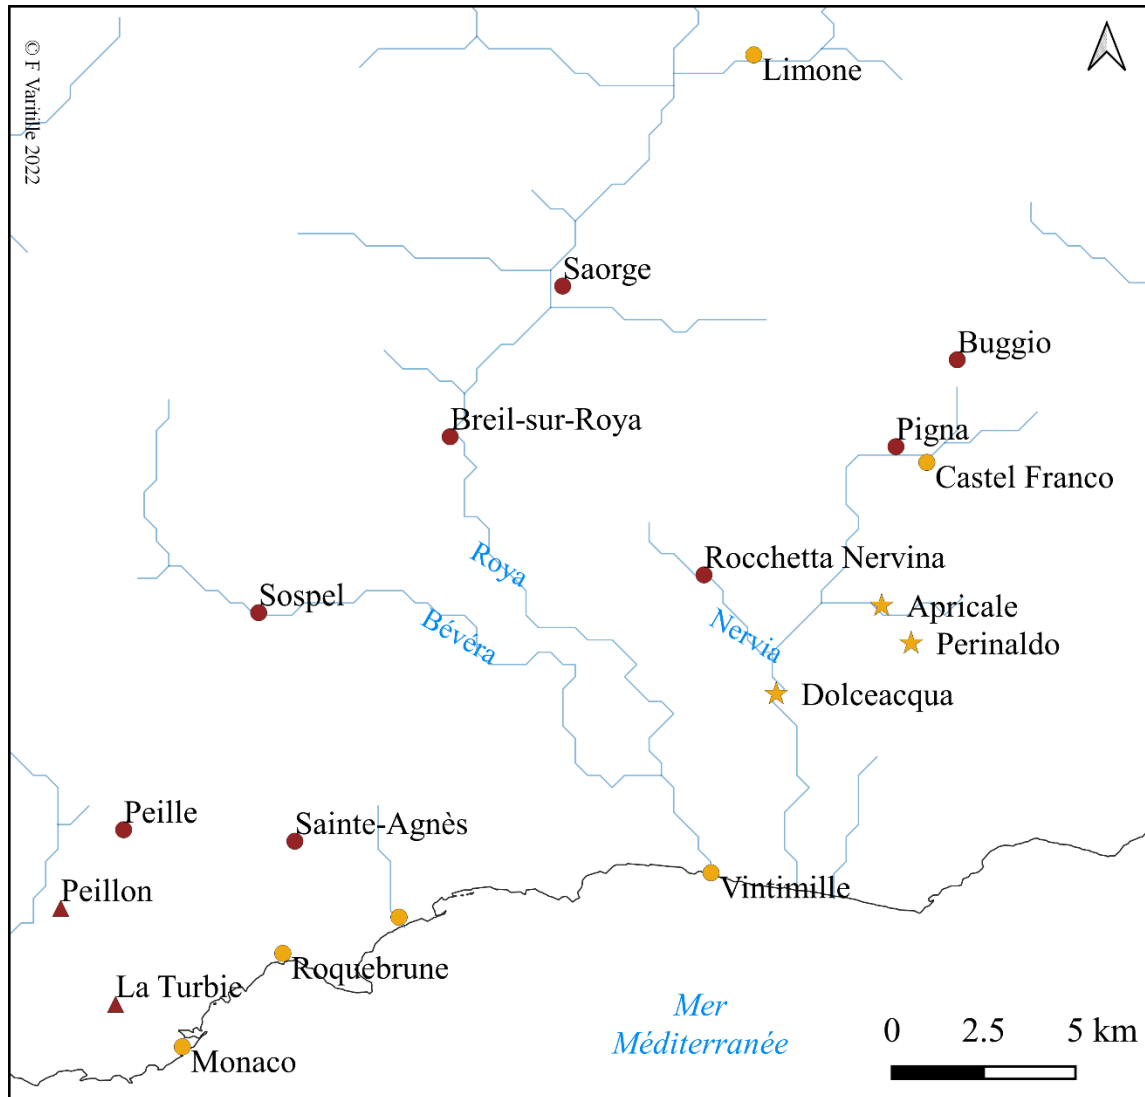 © F Varitille 2022
Limone
Saorge
Buggio
Breil-sur-Roya
Pigna
Castel Franco
Roya
Rocchetta Nervina
Sospel
Apricale
Bévéra
Nervia
Perinaldo
Dolceacqua
Peille
Sainte-Agnès
Peillon
Vintimille
Roquebrune
La Turbie
Mer
Méditerranée
0 2.5 5 km
Monaco